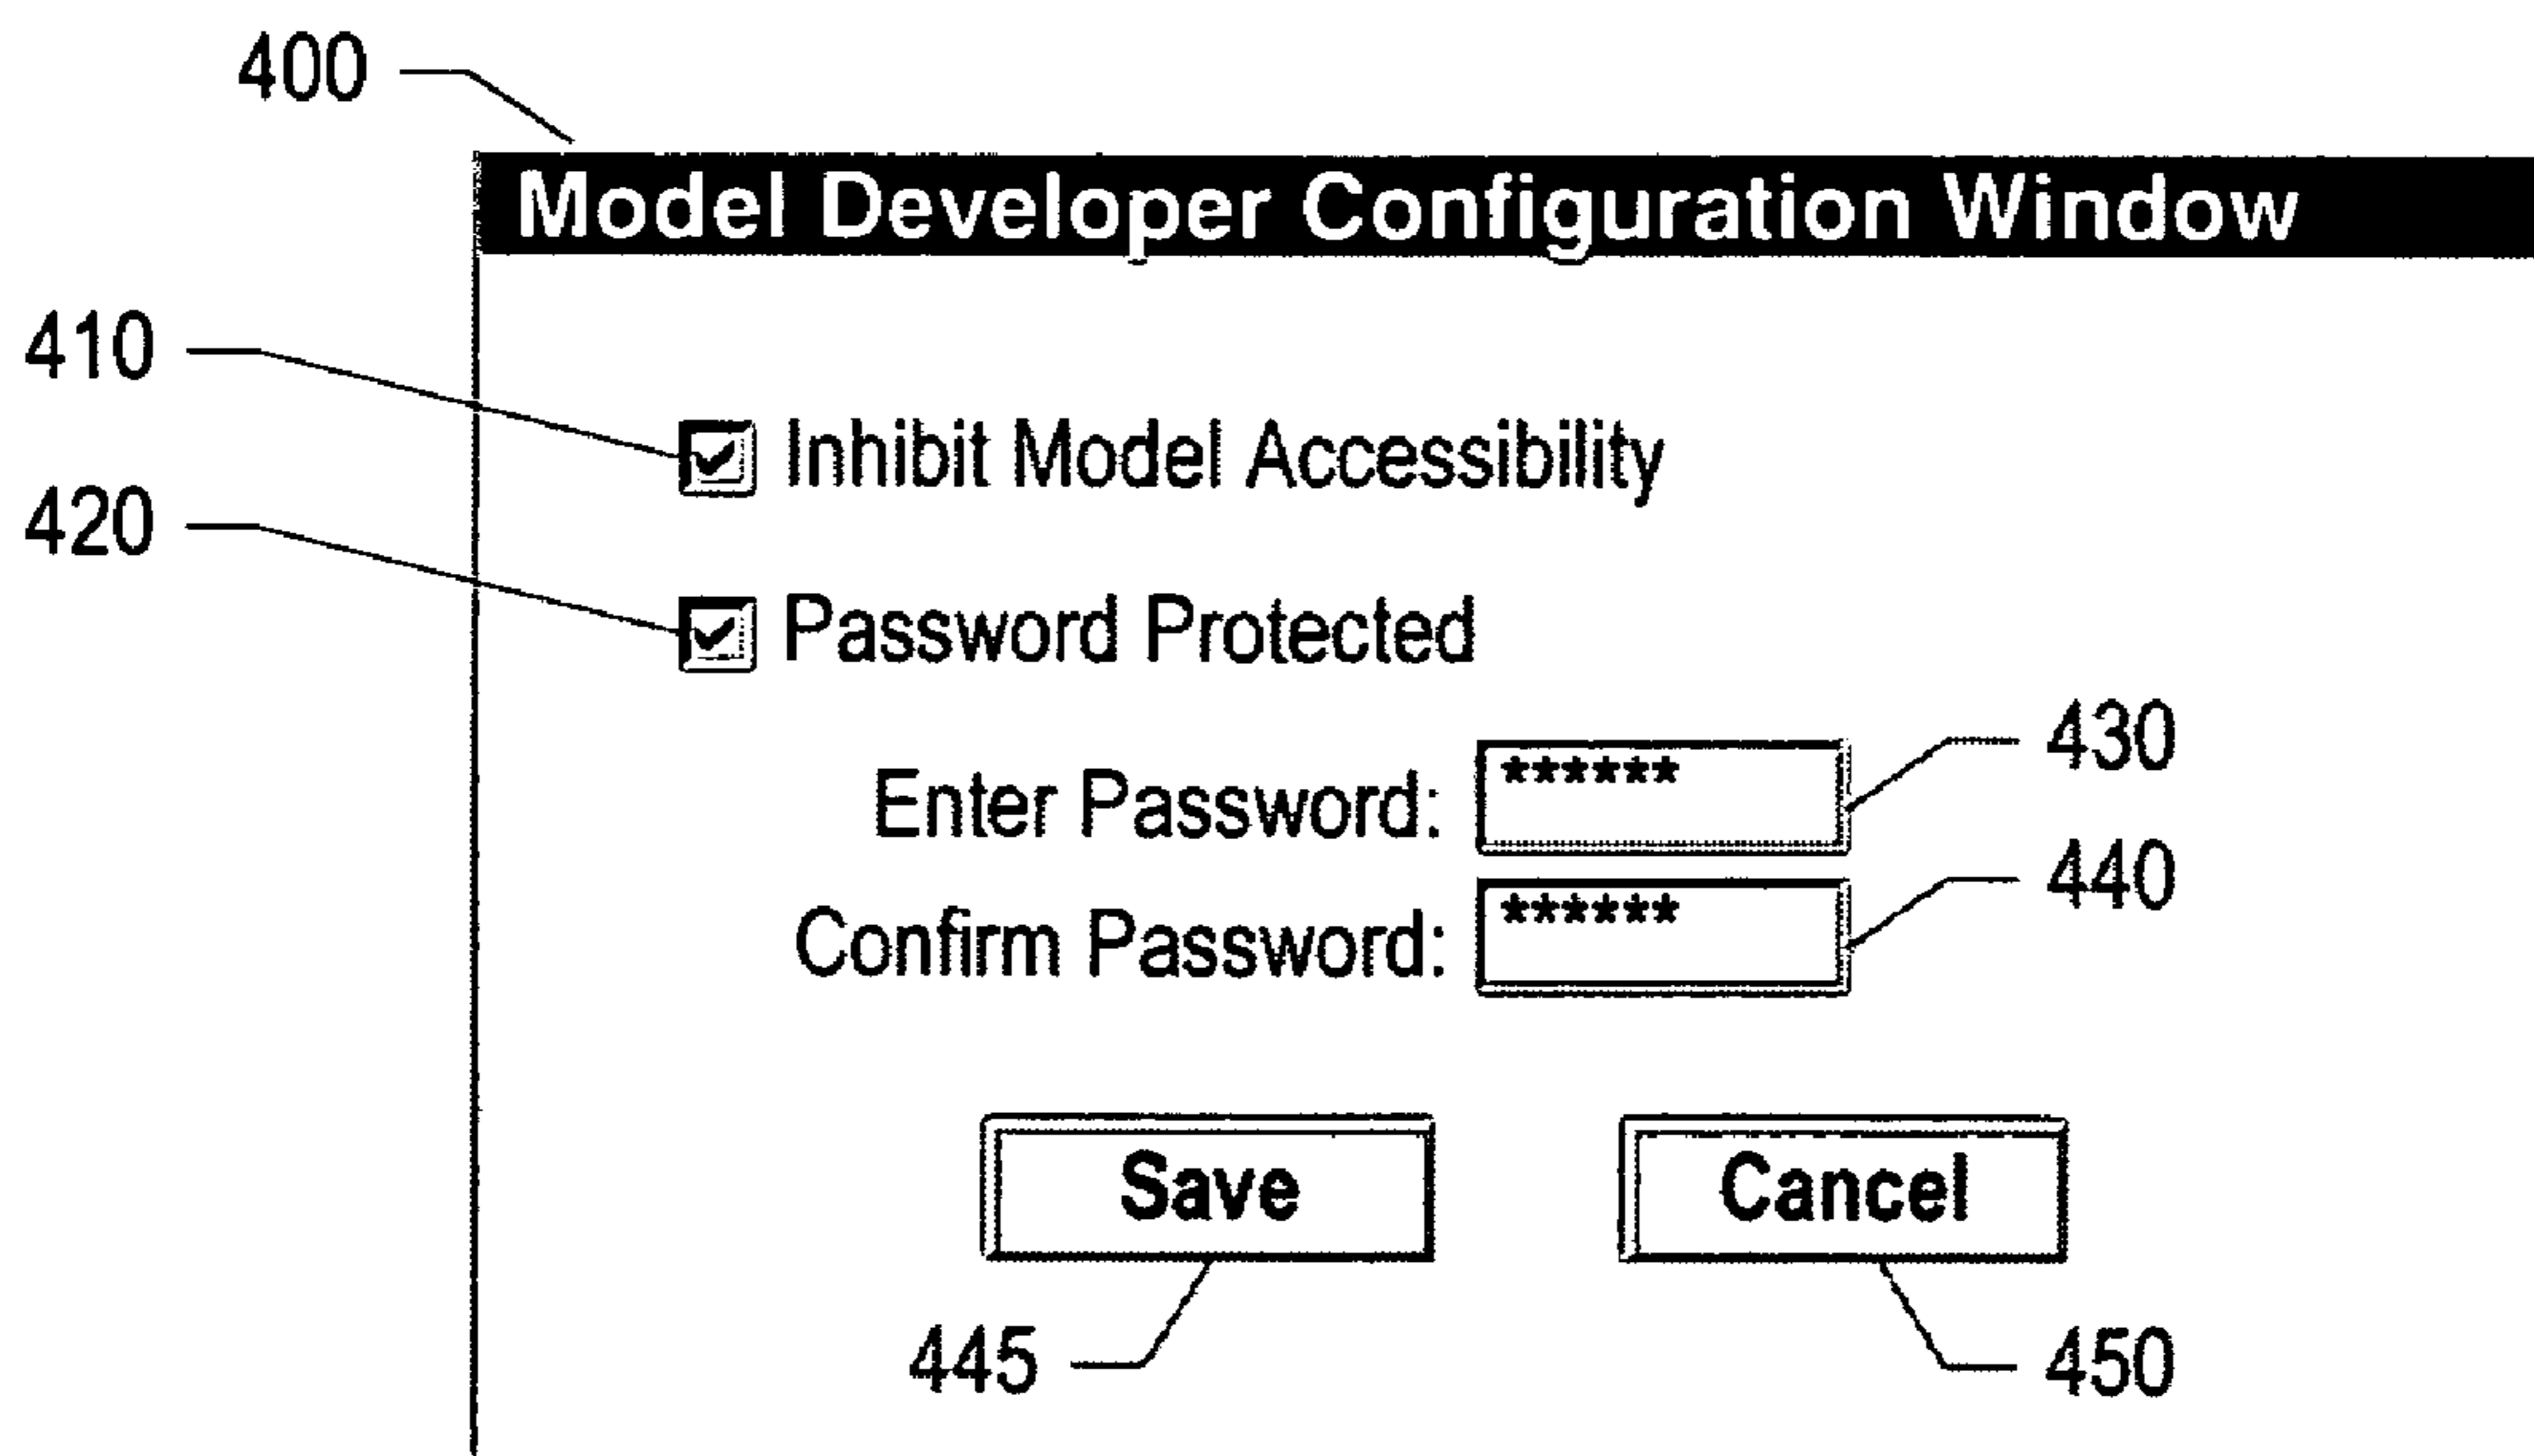 400
Model Developer Configuration Window
410
Inhibit Model Accessibility
420
Password Protected
430
Enter Password: ******
440
Confirm Password: ******
Save Cancel
445 450